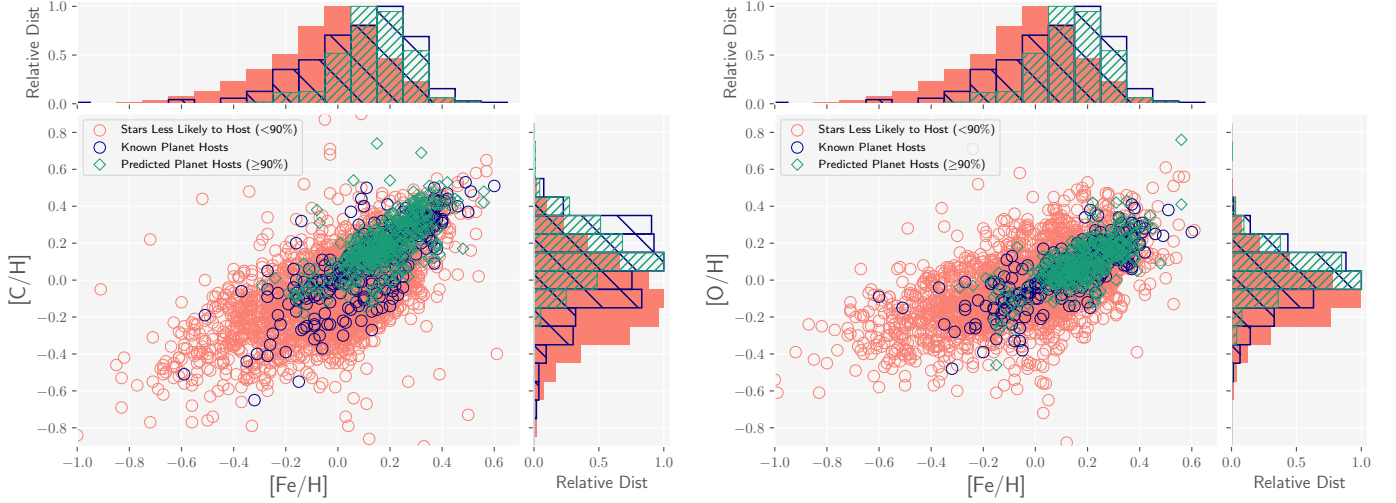 Relative Dist
1.0
0.5
0.0
Stars Less Likely to Host (<90%)
Known Planet Hosts
Predicted Planet Hosts (≥90%)
[C/H]
0.8
0.6
0.4
0.2
0.0
−0.2
−0.4
−0.6
−0.8
−1.0 −0.8 −0.6 −0.4 −0.2 0.0 0.2 0.4 0.6
[Fe/H]
0.0 0.5 1.0
Relative Dist
Relative Dist
1.0
0.5
0.0
Stars Less Likely to Host (<90%)
Known Planet Hosts
Predicted Planet Hosts (≥90%)
[O/H]
0.8
0.6
0.4
0.2
0.0
−0.2
−0.4
−0.6
−0.8
−1.0 −0.8 −0.6 −0.4 −0.2 0.0 0.2 0.4 0.6
[Fe/H]
0.0 0.5 1.0
Relative Dist